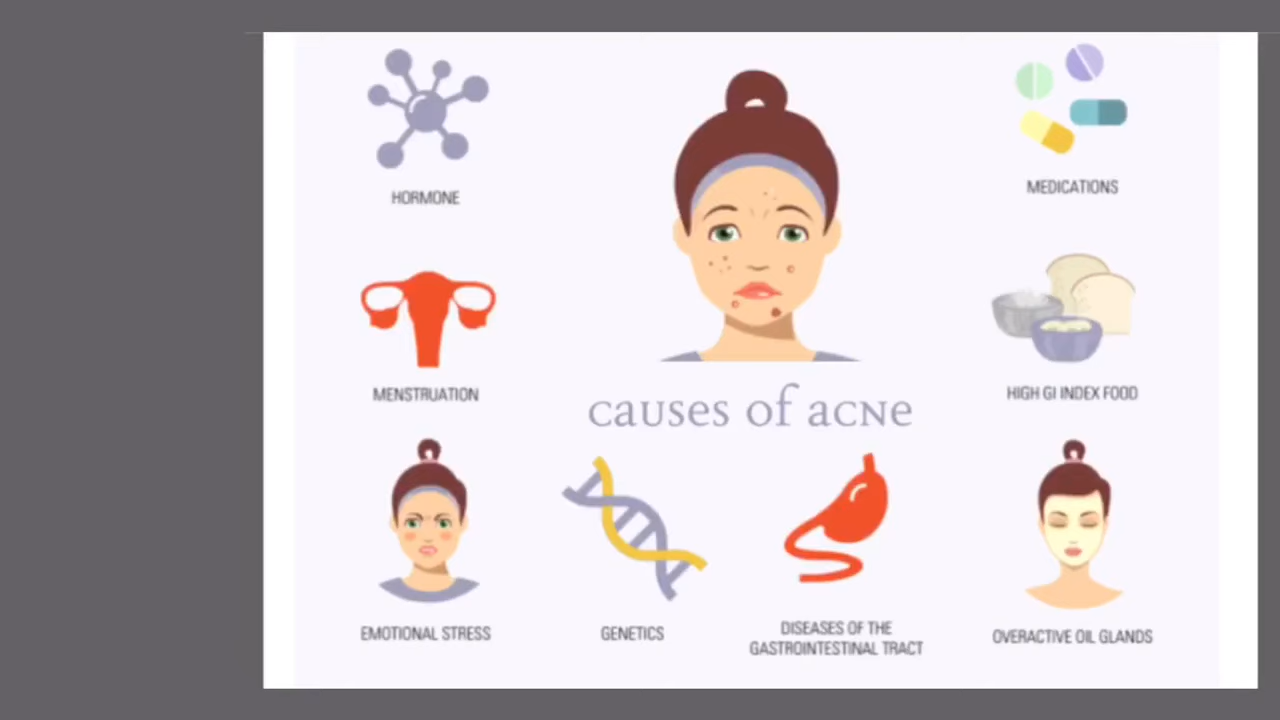 HORMONE
MEDICATIONS
MENSTRUATION
HIGH GI INDEX FOOD
causes of acne
EMOTIONAL STRESS
GENETICS
DISEASES OF THE
GASTROINTESTINAL TRACT
OVERACTIVE OIL GLANDS